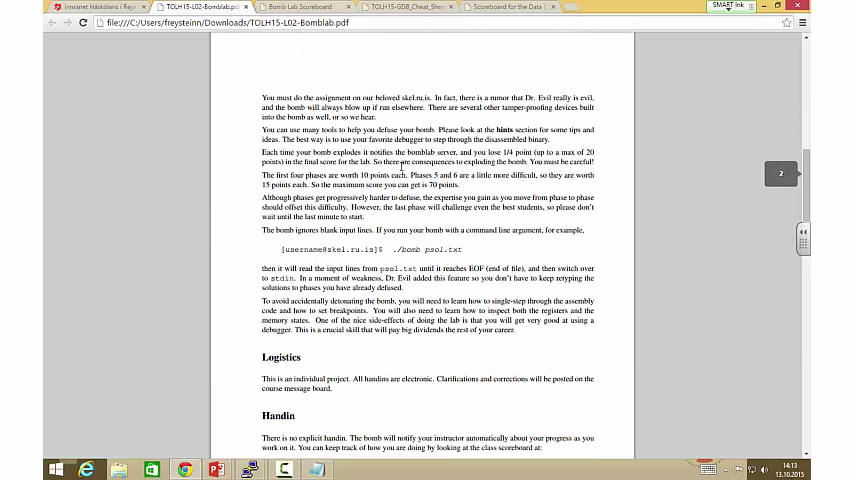 Innranet Háskólans í Reykj
TOLH15-L02-Bomblab.pdf
Bomb Lab Scoreboard
TOLH15-GDB_Cheat_She
Scoreboard for the Data l
SMART Ink
file:///C:/Users/freysteinn/Downloads/TOLH15-L02-Bomblab.pdf
You must do the assignment on our beloved skel.ru.is. In fact, there is a rumor that Dr. Evil really is evil,
and the bomb will always blow up if run elsewhere. There are several other tamper-proofing devices built
into the bomb as well, or so we hear.
You can use many tools to help you defuse your bomb. Please look at the hints section for some tips and
ideas. The best way is to use your favorite debugger to step through the disassembled binary.
Each time your bomb explodes it notifies the bomblab server, and you lose 1/4 point (up to a max of 20
points) in the final score for the lab. So there are consequences to exploding the bomb. You must be careful!
The first four phases are worth 10 points each. Phases 5 and 6 are a little more difficult, so they are worth
15 points each. So the maximum score you can get is 70 points.
2
Although phases get progressively harder to defuse, the expertise you gain as you move from phase to phase
should offset this difficulty. However, the last phase will challenge even the best students, so please don't
wait until the last minute to start.
The bomb ignores blank input lines. If you run your bomb with a command line argument, for example,
[username@skel.ru.is]$ ./bomb psol.txt
then it will read the input lines from psol.txt until it reaches EOF (end of file), and then switch over
to stdin. In a moment of weakness, Dr. Evil added this feature so you don't have to keep retyping the
solutions to phases you have already defused.
To avoid accidentally detonating the bomb, you will need to learn how to single-step through the assembly
code and how to set breakpoints. You will also need to learn how to inspect both the registers and the
memory states. One of the nice side-effects of doing the lab is that you will get very good at using a
debugger. This is a crucial skill that will pay big dividends the rest of your career.
Logistics
This is an individual project. All handins are electronic. Clarifications and corrections will be posted on the
course message board.
Handin
There is no explicit handin. The bomb will notify your instructor automatically about your progress as you
work on it. You can keep track of how you are doing by looking at the class scoreboard at:
14:13
13.10.2015